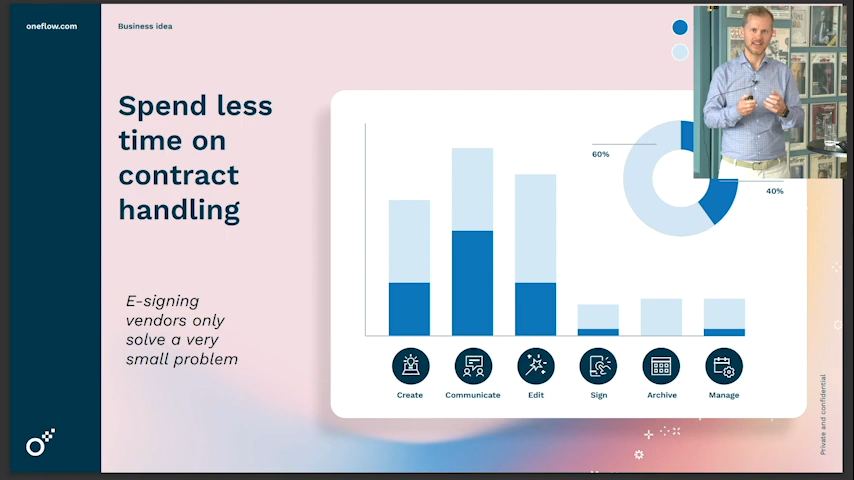 oneflow.com
Business idea
Spend less
time on
contract
handling
E-signing
vendors only
solve a very
small problem
60%
40%
Create
Communicate
Edit
Sign
Archive
Manage
Private and confidential